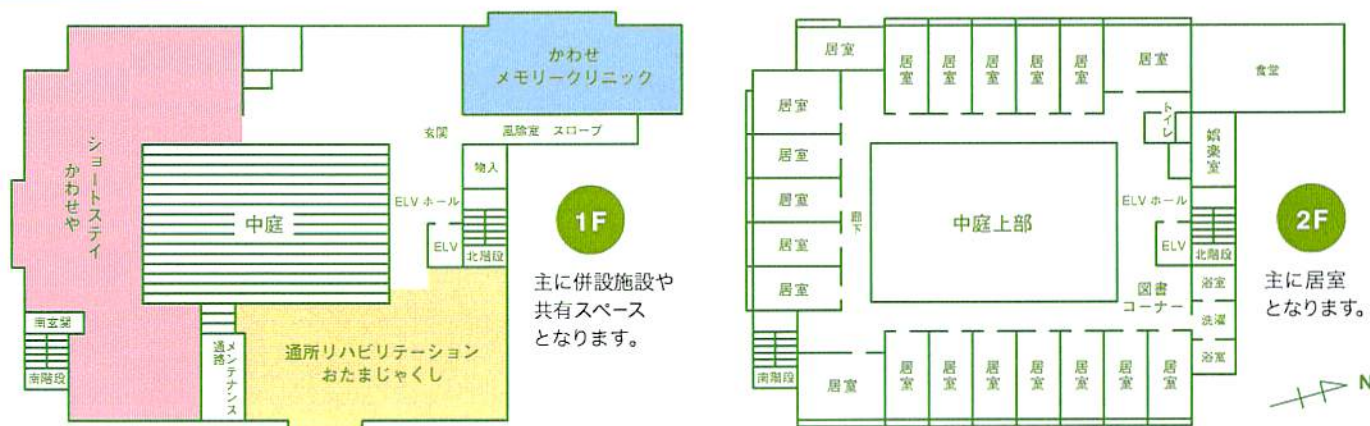 かわせ
メモリークリニック
玄関
風除室 スロープ
ショートステイ
かわせや
物入
中庭
ELVホール
ELV
北階段
南玄関
南階段
メンテナンス
通路
通所リハビリテーション
おたまじゃくし
1F
主に併設施設や
共有スペース
となります。
居室
居室
居室
居室
居室
居室
居室
食堂
トイレ
娯楽室
居室
居室
居室
居室
居室
廊下
中庭上部
ELVホール
ELV
北階段
図書
コーナー
浴室
洗濯
浴室
南階段
居室
居室
居室
居室
居室
居室
居室
居室
2F
主に居室
となります。
N